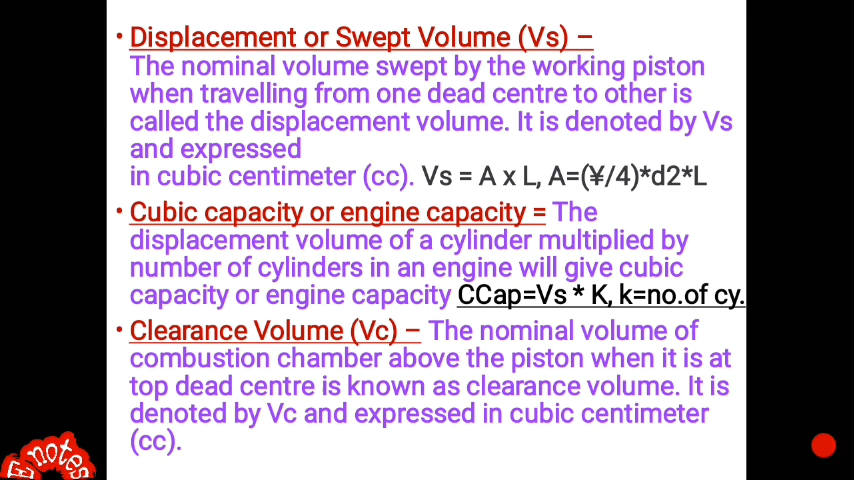 • Displacement or Swept Volume (Vs) –
The nominal volume swept by the working piston
when travelling from one dead centre to other is
called the displacement volume. It is denoted by Vs
and expressed
in cubic centimeter (cc). Vs = A x L, A=(¥/4)*d2*L
• Cubic capacity or engine capacity = The
displacement volume of a cylinder multiplied by
number of cylinders in an engine will give cubic
capacity or engine capacity CCap=Vs * K, k=no.of cy.
• Clearance Volume (Vc) – The nominal volume of
combustion chamber above the piston when it is at
top dead centre is known as clearance volume. It is
denoted by Vc and expressed in cubic centimeter
(cc).
E notes